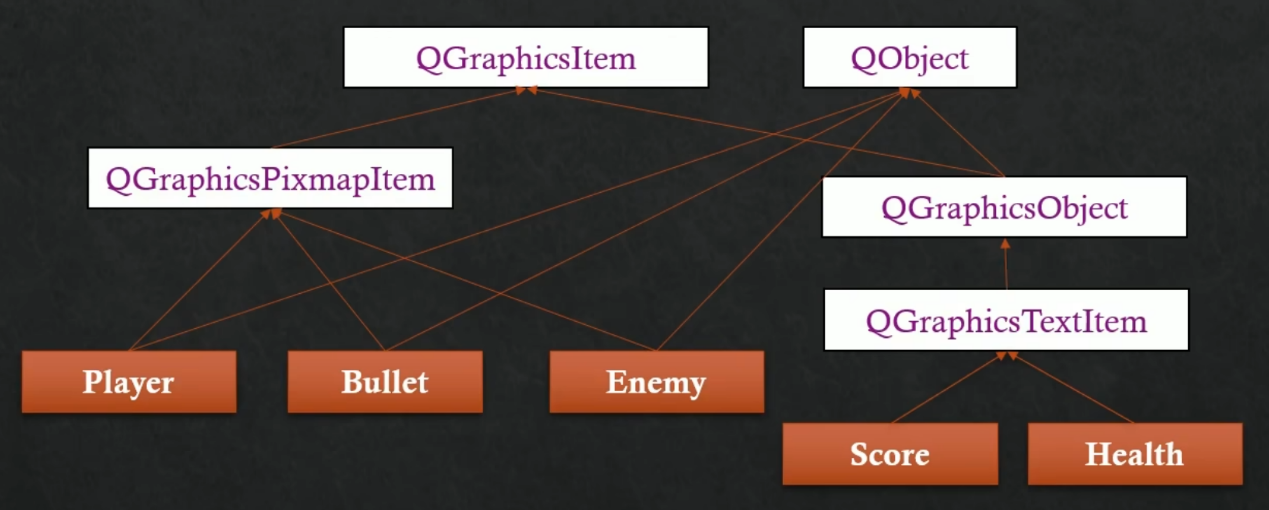 QGraphicsItem
QObject
QGraphicsPixmapItem
QGraphicsObject
QGraphicsTextItem
Player
Bullet
Enemy
Score
Health